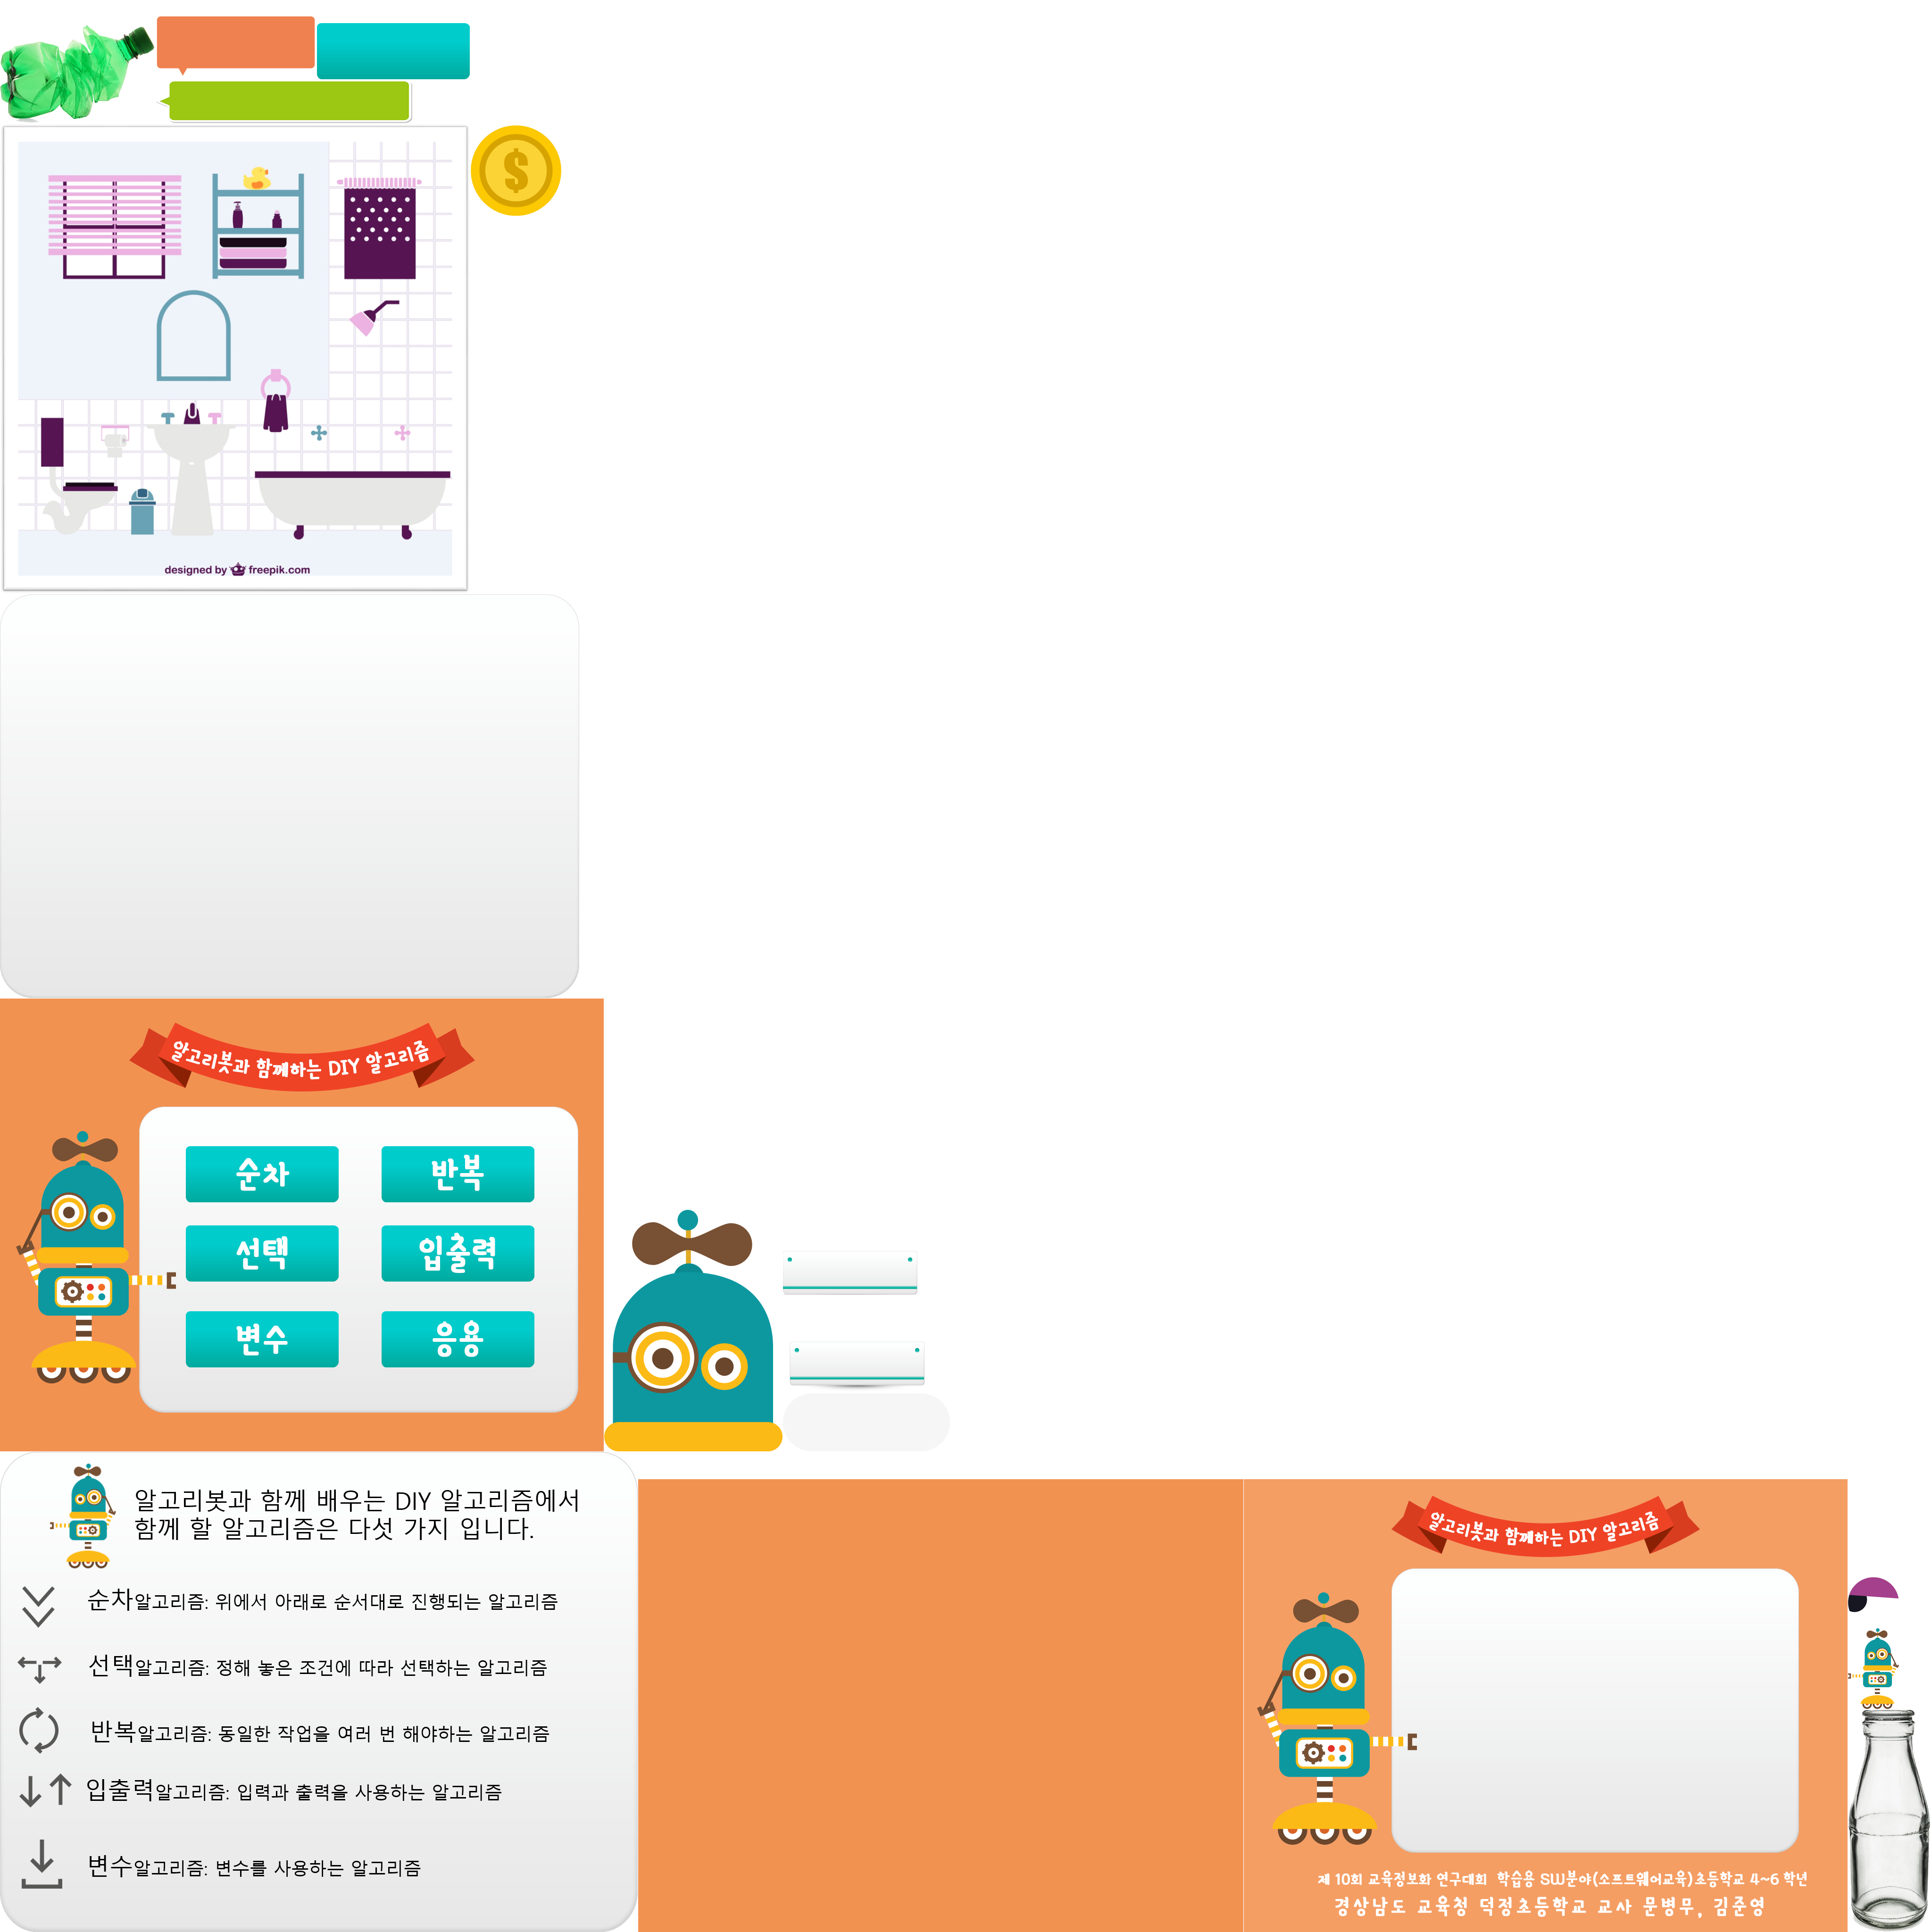 $
designed by freepik.com
알고리봇과 함께하는 DIY 알고리즘
순차
반복
선택
입출력
변수
응용
알고리봇과 함께 배우는 DIY 알고리즘에서
함께 할 알고리즘은 다섯 가지 입니다.
순차알고리즘: 위에서 아래로 순서대로 진행되는 알고리즘
선택알고리즘: 정해 놓은 조건에 따라 선택하는 알고리즘
반복알고리즘: 동일한 작업을 여러 번 해야하는 알고리즘
입출력알고리즘: 입력과 출력을 사용하는 알고리즘
변수알고리즘: 변수를 사용하는 알고리즘
알고리봇과 함께하는 DIY 알고리즘
제 10회 교육정보화 연구대회 학습용 SW분야(소프트웨어교육)초등학교 4~6 학년
경상남도 교육청 덕정초등학교 교사 문병무, 김준영